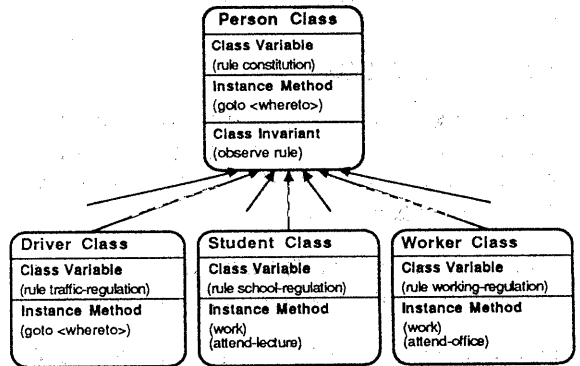 Person Class
Class Variable
(rule constitution)
Instance Method
(goto <whereto>)
Class Invariant
(observe rule)
Driver Class
Class Variable
(rule traffic-regulation)
Instance Method
(goto <whereto>)
Student Class
Class Variable
(rule school-regulation)
Instance Method
(work)
(attend-lecture)
Worker Class
Class Variable
(rule working-regulation)
Instance Method
(work)
(attend-office)